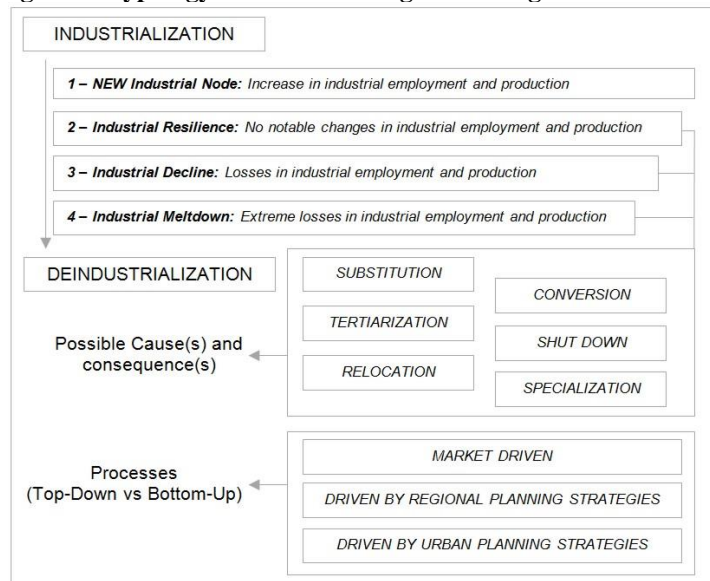 INDUSTRIALIZATION
1 – NEW Industrial Node: Increase in industrial employment and production
2 – Industrial Resilience: No notable changes in industrial employment and production
3 – Industrial Decline: Losses in industrial employment and production
4 – Industrial Meltdown: Extreme losses in industrial employment and production
DEINDUSTRIALIZATION
Possible Cause(s) and
consequence(s)
SUBSTITUTION
TERTIARIZATION
RELOCATION
CONVERSION
SHUT DOWN
SPECIALIZATION
Processes
(Top-Down vs Bottom-Up)
MARKET DRIVEN
DRIVEN BY REGIONAL PLANNING STRATEGIES
DRIVEN BY URBAN PLANNING STRATEGIES